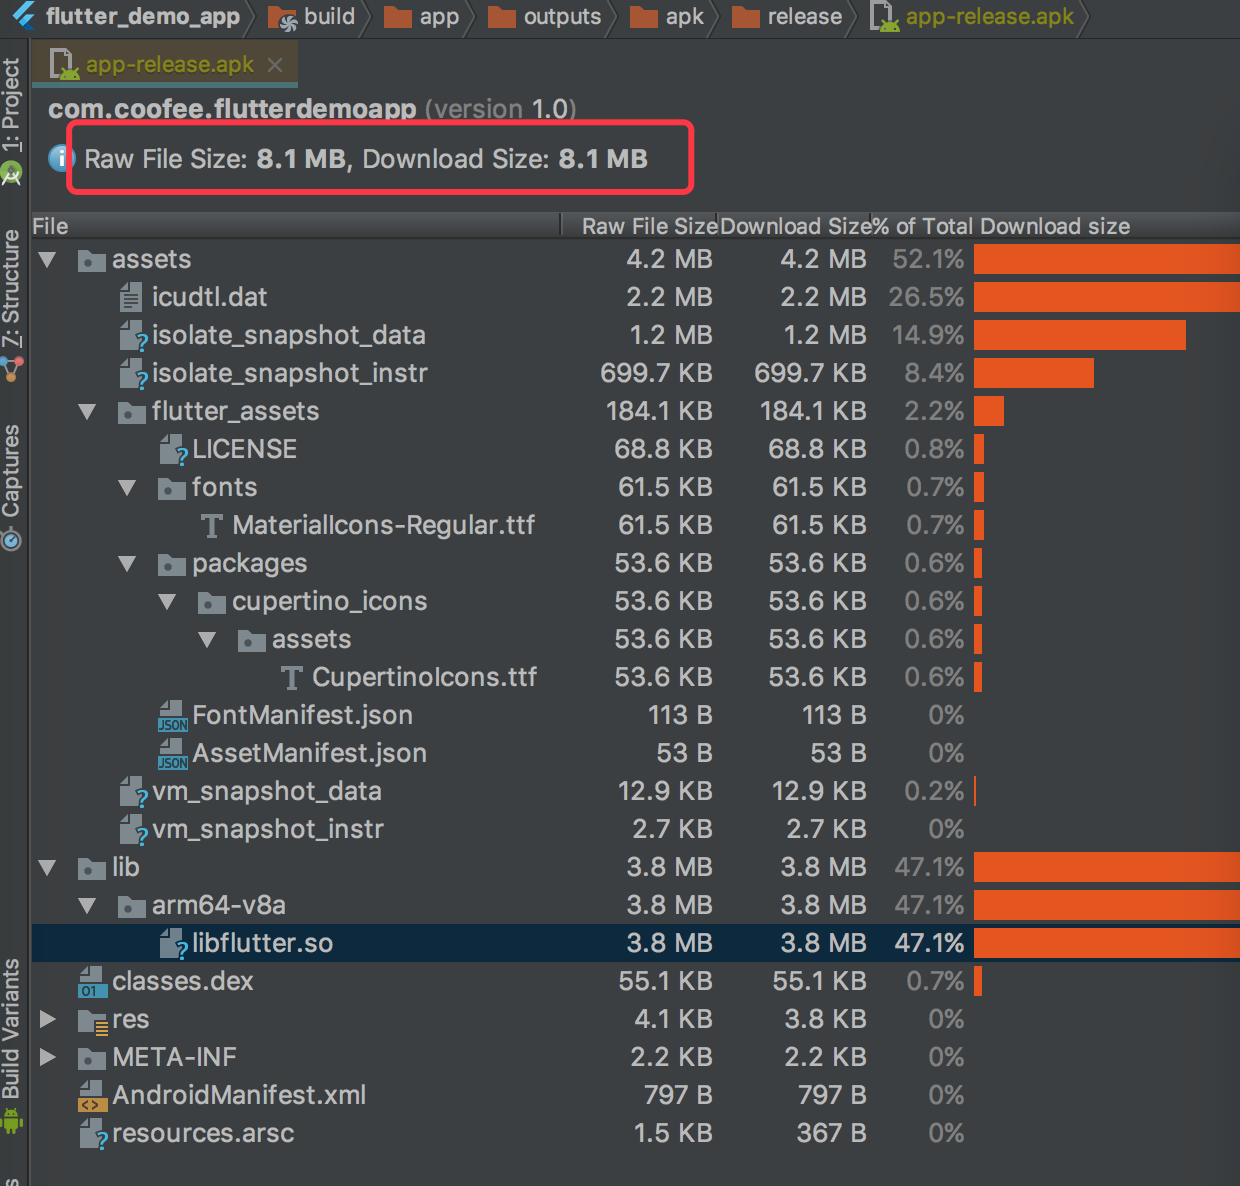 flutter_demo_app build app outputs apk release app-release.apk
app-release.apk
com.coofee.flutterdemoapp (version 1.0)
Raw File Size: 8.1 MB, Download Size: 8.1 MB
File Raw File Size Download Size % of Total Download size
assets 4.2 MB 4.2 MB 52.1%
icudtl.dat 2.2 MB 2.2 MB 26.5%
isolate_snapshot_data 1.2 MB 1.2 MB 14.9%
isolate_snapshot_instr 699.7 KB 699.7 KB 8.4%
flutter_assets 184.1 KB 184.1 KB 2.2%
LICENSE 68.8 KB 68.8 KB 0.8%
fonts 61.5 KB 61.5 KB 0.7%
MaterialIcons-Regular.ttf 61.5 KB 61.5 KB 0.7%
packages 53.6 KB 53.6 KB 0.6%
cupertino_icons 53.6 KB 53.6 KB 0.6%
assets 53.6 KB 53.6 KB 0.6%
CupertinoIcons.ttf 53.6 KB 53.6 KB 0.6%
FontManifest.json 113 B 113 B 0%
AssetManifest.json 53 B 53 B 0%
vm_snapshot_data 12.9 KB 12.9 KB 0.2%
vm_snapshot_instr 2.7 KB 2.7 KB 0%
lib 3.8 MB 3.8 MB 47.1%
arm64-v8a 3.8 MB 3.8 MB 47.1%
libflutter.so 3.8 MB 3.8 MB 47.1%
classes.dex 55.1 KB 55.1 KB 0.7%
res 4.1 KB 3.8 KB 0%
META-INF 2.2 KB 2.2 KB 0%
AndroidManifest.xml 797 B 797 B 0%
resources.arsc 1.5 KB 367 B 0%
1: Project
7: Structure
Captures
Build Variants